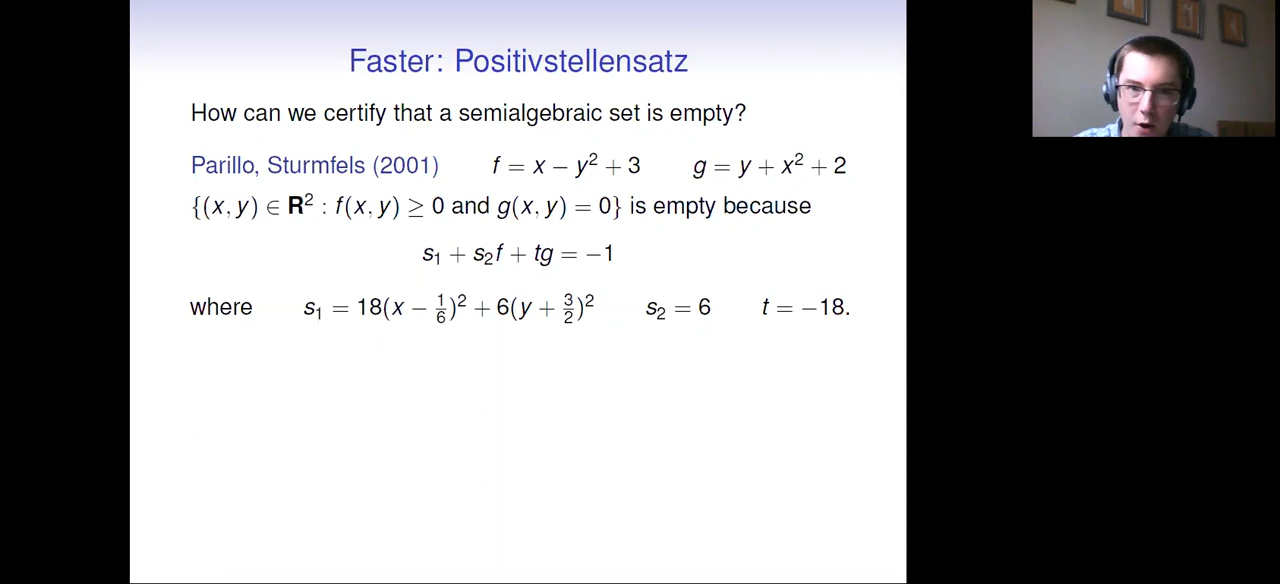 Faster: Positivstellensatz
How can we certify that a semialgebraic set is empty?
Parillo, Sturmfels (2001) f = x − y² + 3 g = y + x² + 2
{(x, y) ∈ R² : f(x, y) ≥ 0 and g(x, y) = 0} is empty because
s₁ + s₂f + tg = −1
where s₁ = 18(x − 1/6)² + 6(y + 3/2)² s₂ = 6 t = −18.